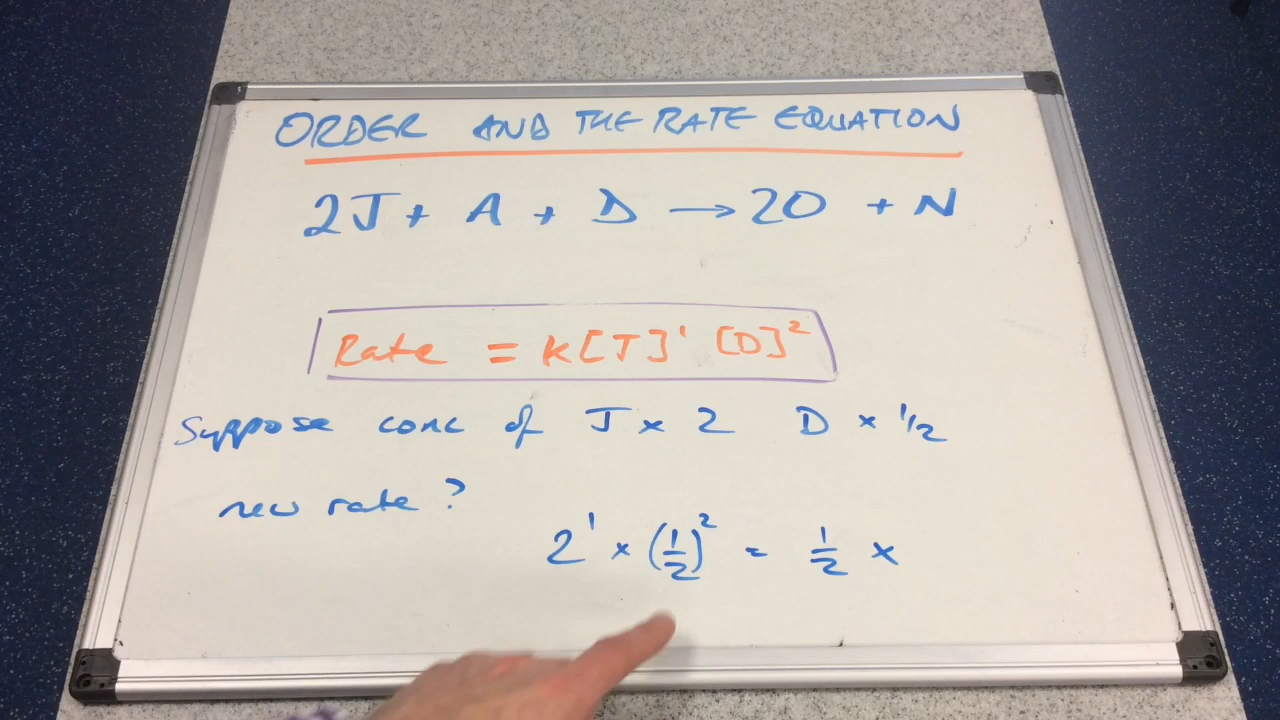 ORDER AND THE RATE EQUATION
2J + A + D → 2O + N
Rate = k[J]¹ [D]²
Suppose conc of J x 2 D x 1/2
new rate?
2¹ x (1/2)² = 1/2 x